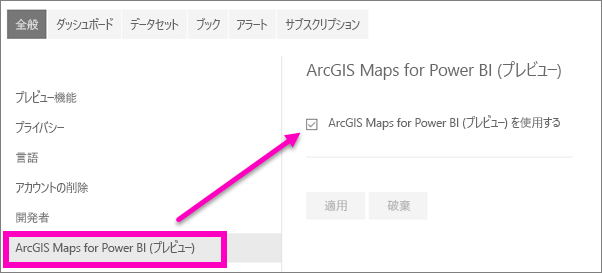 全般 ダッシュボード データセット ブック アラート サブスクリプション
ArcGIS Maps for Power BI (プレビュー)
プレビュー機能
プライバシー
言語
アカウントの削除
開発者
ArcGIS Maps for Power BI (プレビュー)
ArcGIS Maps for Power BI (プレビュー) を使用する
適用 破棄